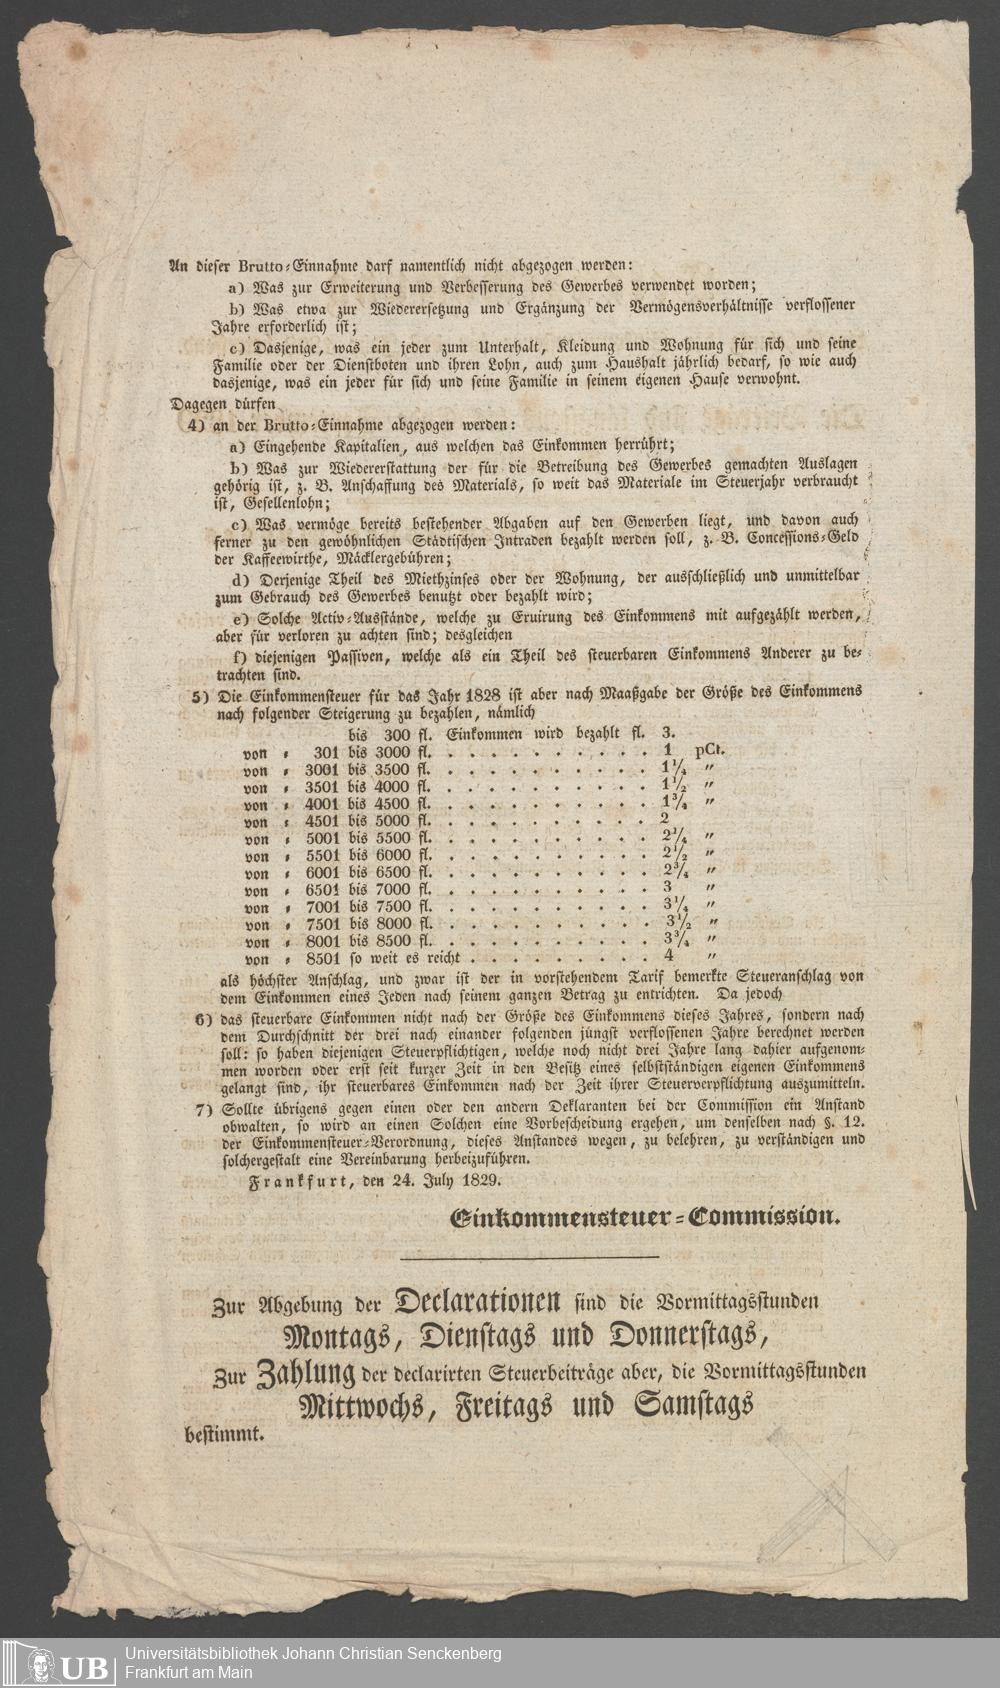 An dieser Brutto-Einnahme darf namentlich nicht abgezogen werden:
a) Was zur Erweiterung und Verbesserung des Gewerbes verwendet worden;
b) Was etwa zur Wiederersetzung und Ergänzung der Vermögensverhältnisse verflossener
Jahre erforderlich ist;
c) Dasjenige, was ein jeder zum Unterhalt, Kleidung und Wohnung für sich und seine
Familie oder der Dienstboten und ihren Lohn, auch zum Haushalt jährlich bedarf, so wie auch
dasjenige, was ein jeder für sich und seine Familie in seinem eigenen Hause verwohnt.
Dagegen dürfen
4) an der Brutto-Einnahme abgezogen werden:
a) Eingehende Kapitalien, aus welchen das Einkommen herrührt;
b) Was zur Wiedererstattung der für die Betreibung des Gewerbes gemachten Auslagen
gehörig ist, z. B. Anschaffung des Materials, so weit das Materiale im Steuerjahr verbraucht
ist, Gesellenlohn;
c) Was vermöge bereits bestehender Abgaben auf den Gewerben liegt, und davon auch
ferner zu den gewöhnlichen Städtischen Intraden bezahlt werden soll, z. B. Concessions-Geld
der Kaffeewirthe, Mäcklergebühren;
d) Derjenige Theil des Miethzinses oder der Wohnung, der ausschließlich und unmittelbar
zum Gebrauch des Gewerbes benutzt oder bezahlt wird;
e) Solche Activ-Ausstände, welche zu Eruirung des Einkommens mit aufgezählt werden,
aber für verloren zu achten sind; desgleichen
f) diejenigen Passiven, welche als ein Theil des steuerbaren Einkommens Anderer zu be-
trachten sind.
5) Die Einkommensteuer für das Jahr 1828 ist aber nach Maaßgabe der Größe des Einkommens
nach folgender Steigerung zu bezahlen, nämlich
bis 300 fl. Einkommen wird bezahlt fl. 3.
von " 301 bis 3000 fl. . . . . . . . . . . . 1 pCt.
von " 3001 bis 3500 fl. . . . . . . . . . . . 1¼ "
von " 3501 bis 4000 fl. . . . . . . . . . . . 1½ "
von " 4001 bis 4500 fl. . . . . . . . . . . . 1¾ "
von " 4501 bis 5000 fl. . . . . . . . . . . . 2
von " 5001 bis 5500 fl. . . . . . . . . . . . 2¼ "
von " 5501 bis 6000 fl. . . . . . . . . . . . 2½ "
von " 6001 bis 6500 fl. . . . . . . . . . . . 2¾ "
von " 6501 bis 7000 fl. . . . . . . . . . . . 3 "
von " 7001 bis 7500 fl. . . . . . . . . . . . 3¼ "
von " 7501 bis 8000 fl. . . . . . . . . . . . 3½ "
von " 8001 bis 8500 fl. . . . . . . . . . . . 3¾ "
von " 8501 so weit es reicht . . . . . . . . . 4 "
als höchster Anschlag, und zwar ist der in vorstehendem Tarif bemerkte Steueranschlag von
dem Einkommen eines Jeden nach seinem ganzen Betrag zu entrichten. Da jedoch
6) das steuerbare Einkommen nicht nach der Größe des Einkommens dieses Jahres, sondern nach
dem Durchschnitt der drei nach einander folgenden jüngst verflossenen Jahre berechnet werden
soll: so haben diejenigen Steuerpflichtigen, welche noch nicht drei Jahre lang dahier aufgenom-
men worden oder erst seit kurzer Zeit in den Besitz eines selbstständigen eigenen Einkommens
gelangt sind, ihr steuerbares Einkommen nach der Zeit ihrer Steuerverpflichtung auszumitteln.
7) Sollte übrigens gegen einen oder den andern Deklaranten bei der Commission ein Anstand
obwalten, so wird an einen Solchen eine Vorbescheidung ergehen, um denselben nach §. 12.
der Einkommensteuer-Verordnung, dieses Anstandes wegen, zu belehren, zu verständigen und
solchergestalt eine Vereinbarung herbeizuführen.
Frankfurt, den 24. July 1829.
Einkommensteuer-Commission.
Zur Abgebung der Declarationen sind die Vormittagsstunden
Montags, Dienstags und Donnerstags,
Zur Zahlung der declarirten Steuerbeiträge aber, die Vormittagsstunden
Mittwochs, Freitags und Samstags
bestimmt.
UB
Universitätsbibliothek Johann Christian Senckenberg
Frankfurt am Main